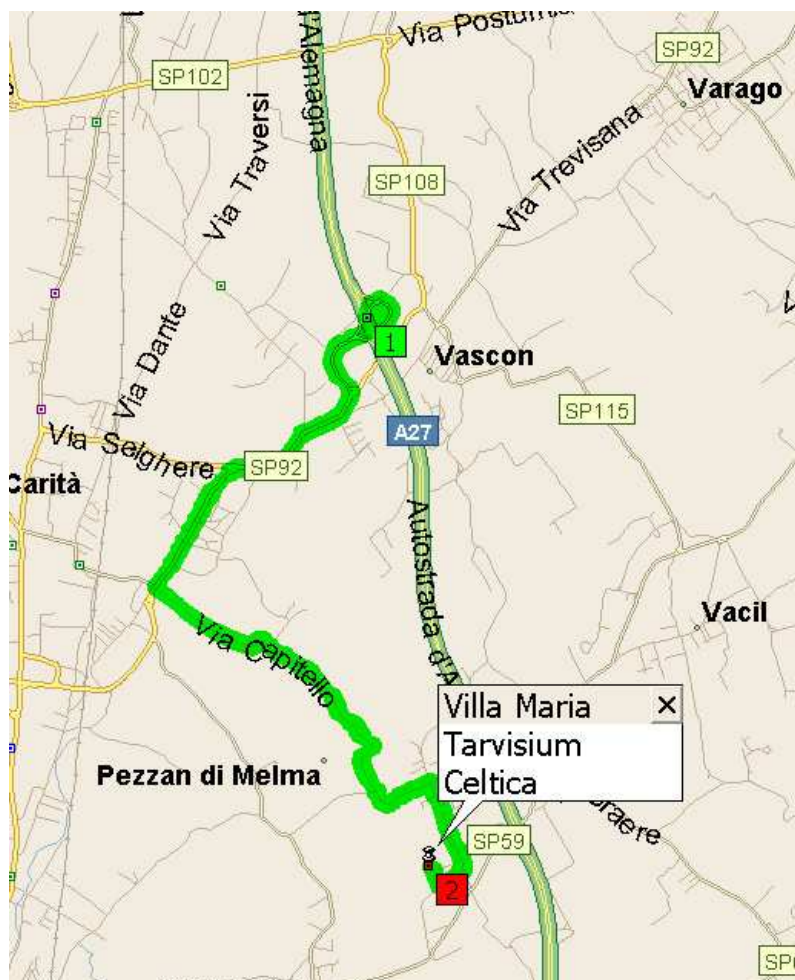 Via Postumia
SP92
SP102
Varago
d'Alemagna
Via Traversi
Via Trevisana
SP108
Via Dante
1
Vascon
SP115
A27
Via Selghere
SP92
Carità
Autostrada d'A
Via Capitello
Vacil
Villa Maria
Tarvisium
Celtica
Pezzan di Melma
raere
SP59
2